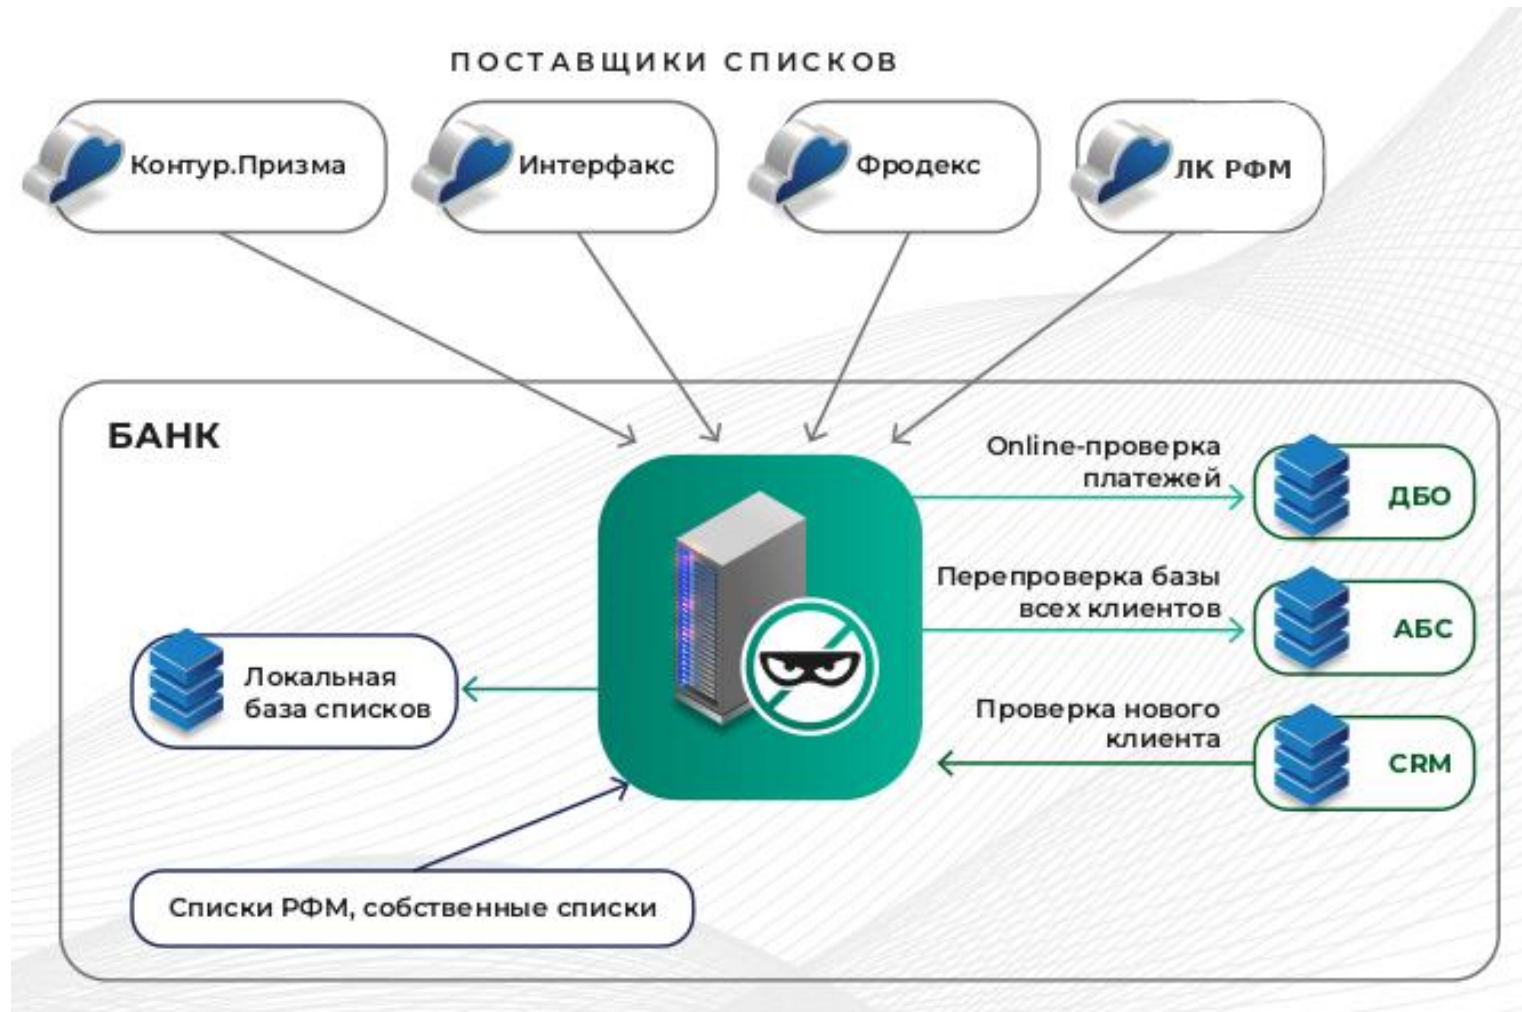 ПОСТАВЩИКИ СПИСКОВ
Контур.Призма
Интерфакс
Фродекс
ЛК РФМ
БАНК
Online-проверка
платежей
ДБО
Перепроверка базы
всех клиентов
АБС
Локальная
база списков
Проверка нового
клиента
CRM
Списки РФМ, собственные списки